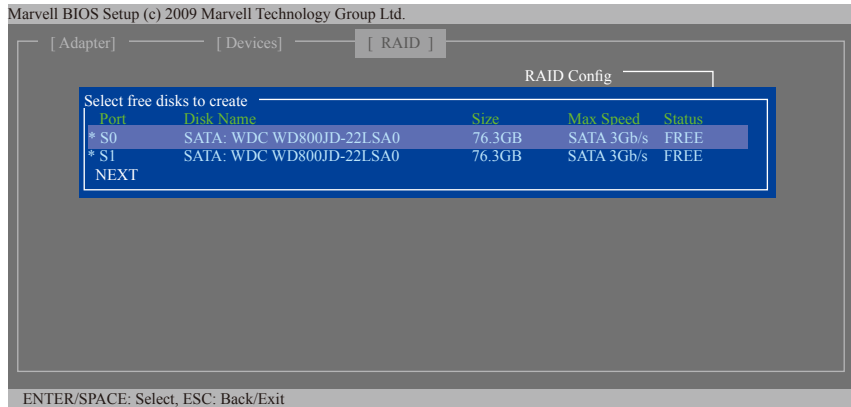 Marvell BIOS Setup (c) 2009 Marvell Technology Group Ltd.
[ Adapter] [ Devices] [ RAID ]
RAID Config
Select free disks to create
Port Disk Name Size Max Speed Status
* S0 SATA: WDC WD800JD-22LSA0 76.3GB SATA 3Gb/s FREE
* S1 SATA: WDC WD800JD-22LSA0 76.3GB SATA 3Gb/s FREE
NEXT
ENTER/SPACE: Select, ESC: Back/Exit